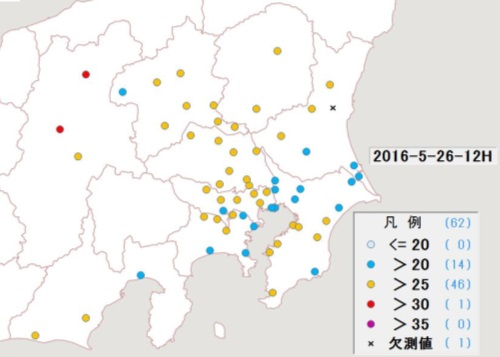 2016-5-26-12H
凡 例 (62)
<= 20 ( 0)
> 20 (14)
> 25 (46)
> 30 ( 1)
> 35 ( 0)
× 欠測値 ( 1)